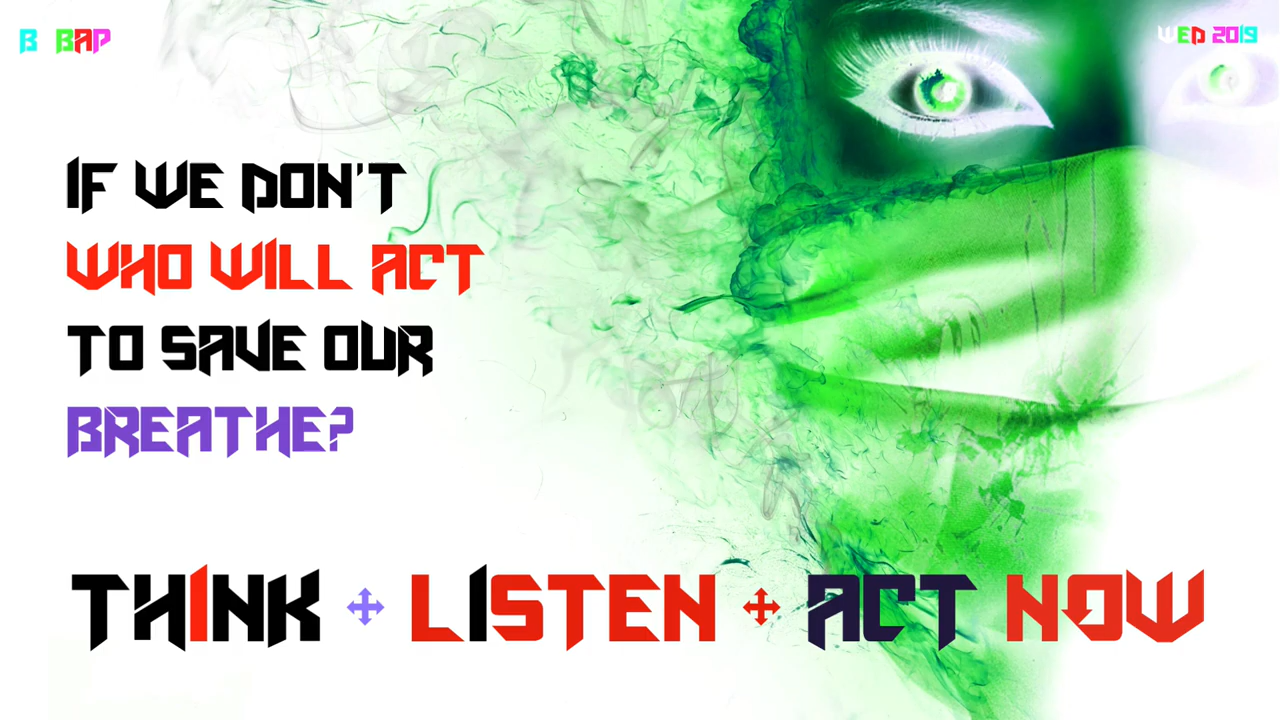 B BAP
WED 2019
IF WE DON'T
WHO WILL ACT
TO SAVE OUR
BREATHE?
THINK + LISTEN + ACT NOW